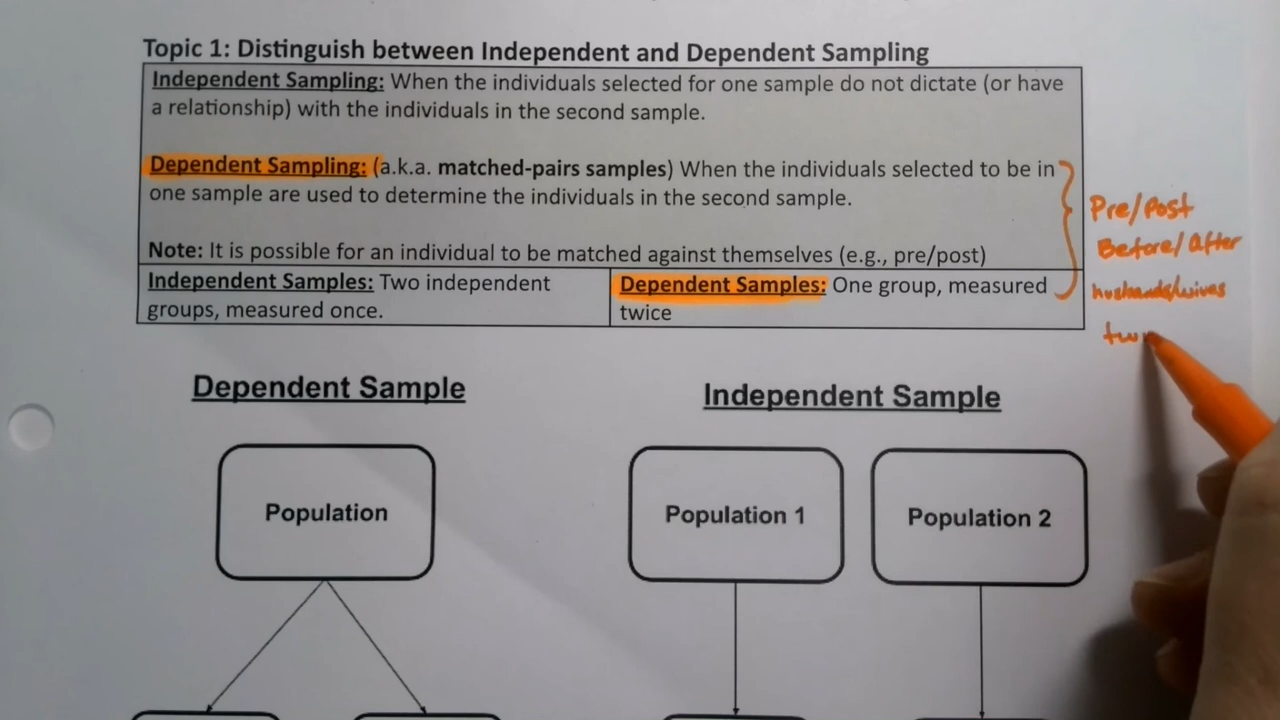 Topic 1: Distinguish between Independent and Dependent Sampling
Independent Sampling: When the individuals selected for one sample do not dictate (or have
a relationship) with the individuals in the second sample.
Dependent Sampling: (a.k.a. matched-pairs samples) When the individuals selected to be in
one sample are used to determine the individuals in the second sample.
Note: It is possible for an individual to be matched against themselves (e.g., pre/post)
Independent Samples: Two independent
groups, measured once.
Dependent Samples: One group, measured
twice
Pre/Post
Before/After
husbands/wives
tw
Dependent Sample
Independent Sample
Population
Population 1
Population 2